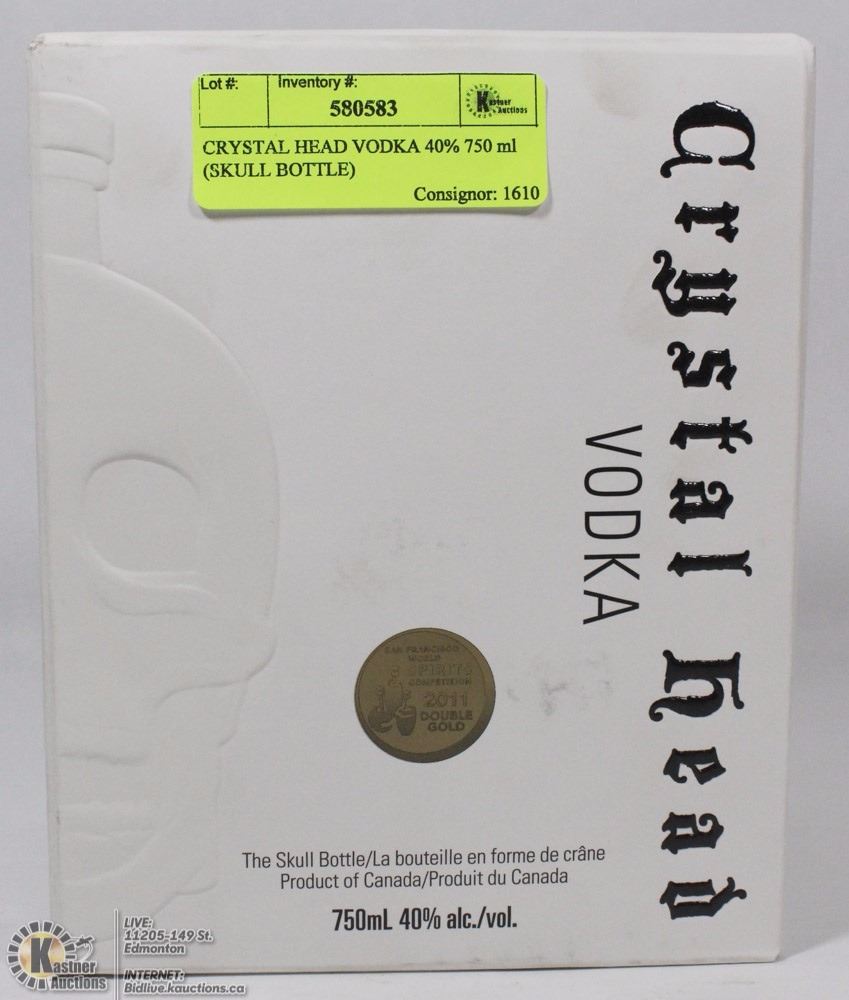 Lot #:
Inventory #:
580583
Kastner
Auctions
CRYSTAL HEAD VODKA 40% 750 ml
(SKULL BOTTLE)
Consignor: 1610
Crystal Head
VODKA
SAN FRANCISCO
WORLD
SPIRITS
COMPETITION
2011
DOUBLE
GOLD
The Skull Bottle/La bouteille en forme de crâne
Product of Canada/Produit du Canada
750mL 40% alc./vol.
Kastner
Auctions
LIVE:
11205-149 St.
Edmonton
INTERNET:
Bidlive.kauctions.ca